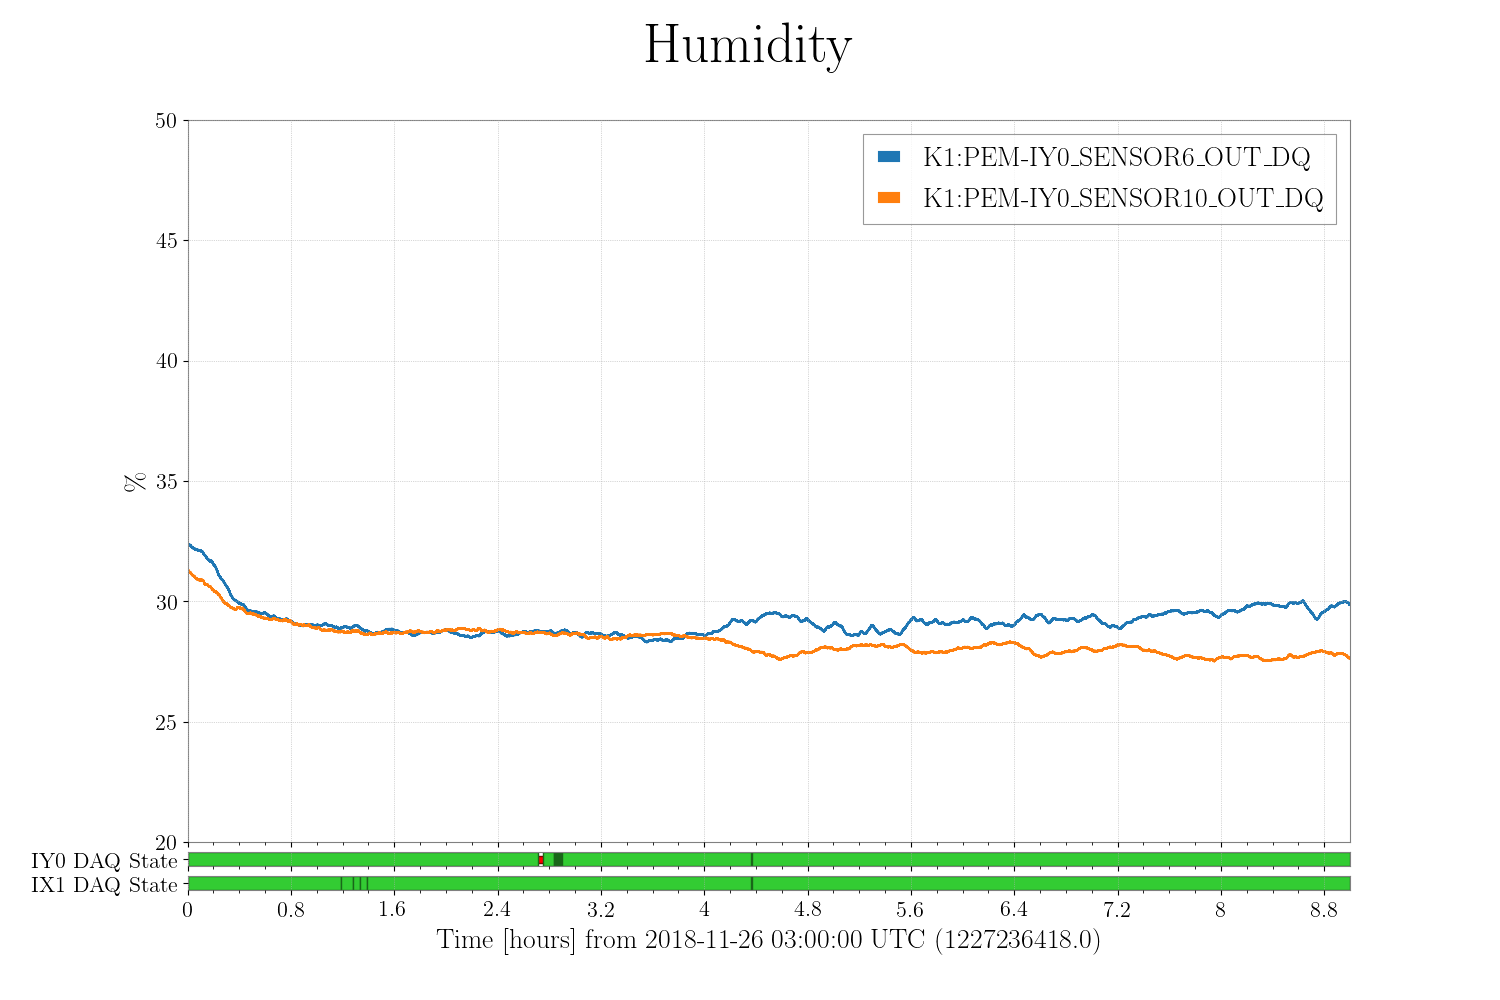 Humidity
50
K1:PEM-IY0_SENSOR6_OUT_DQ
K1:PEM-IY0_SENSOR10_OUT_DQ
45
40
35
%
30
25
20
IY0 DAQ State
IX1 DAQ State
0 0.8 1.6 2.4 3.2 4 4.8 5.6 6.4 7.2 8 8.8
Time [hours] from 2018-11-26 03:00:00 UTC (1227236418.0)